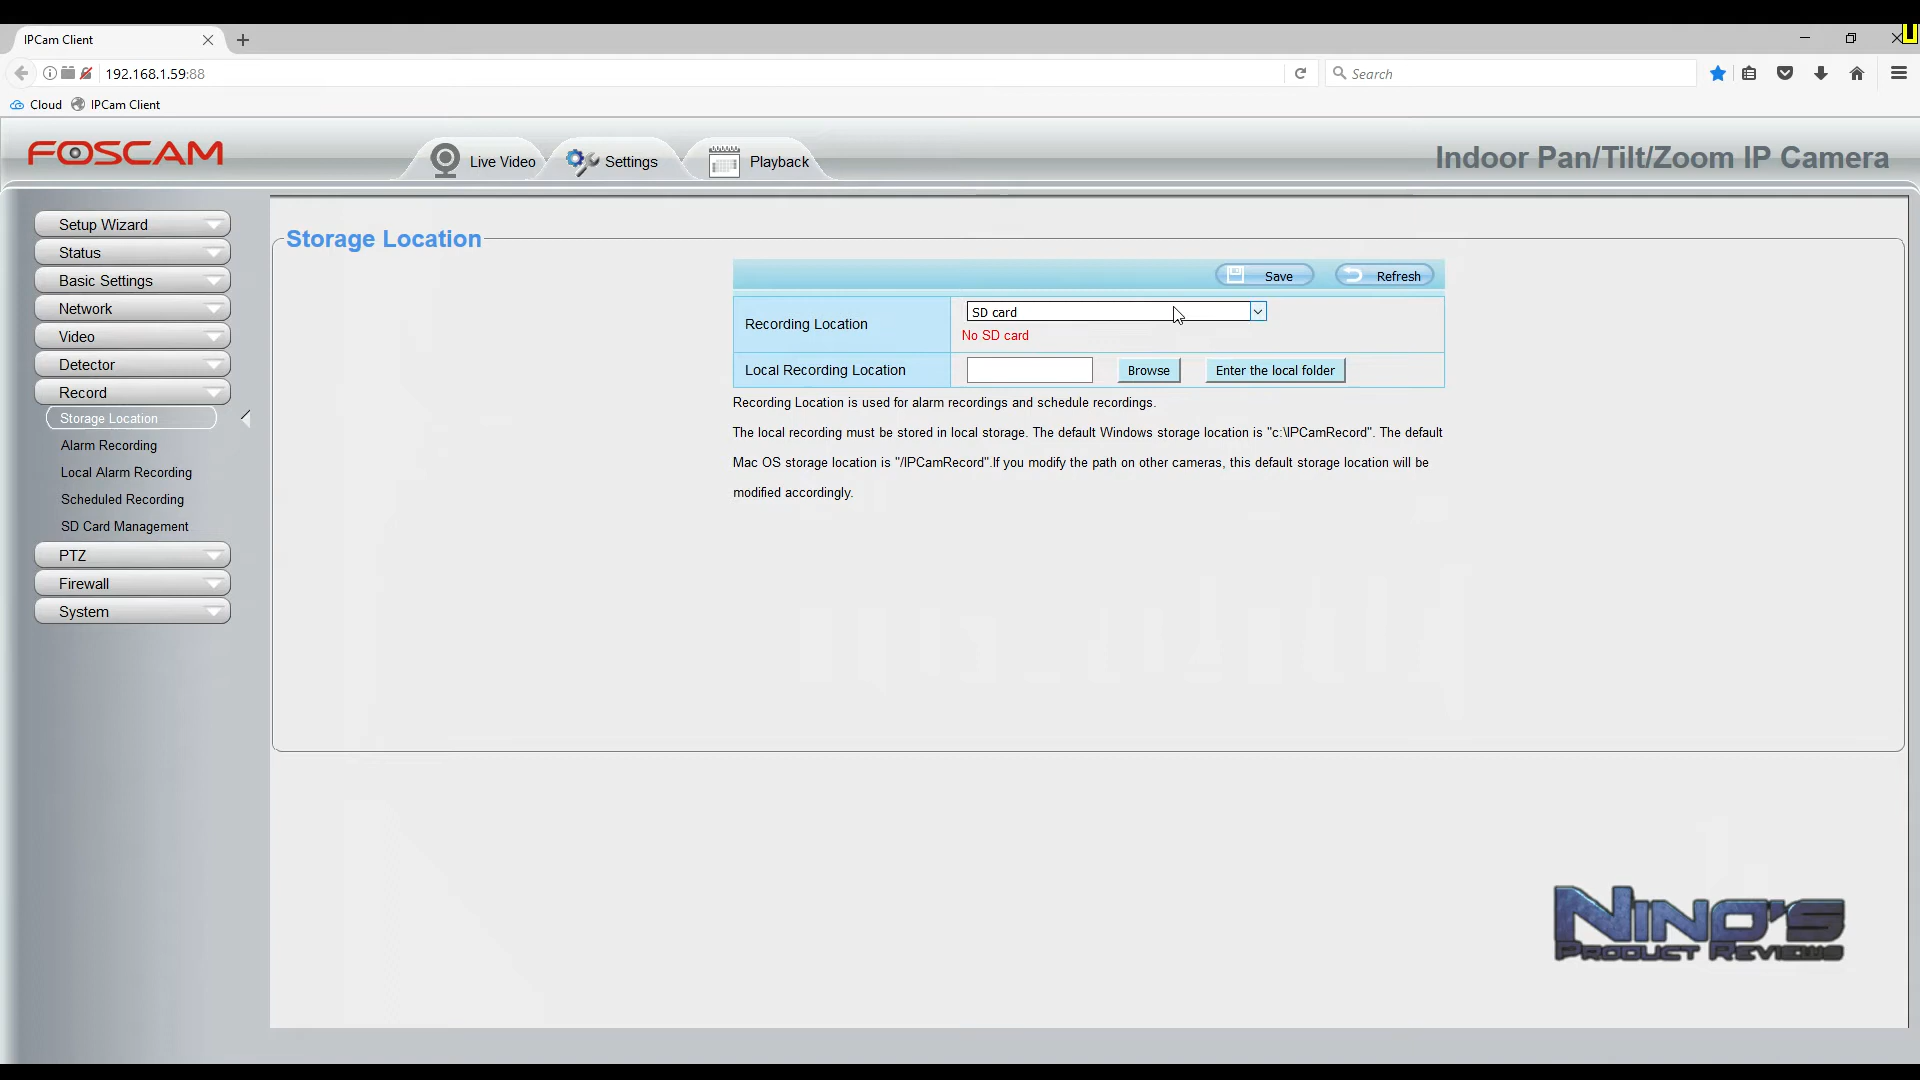 IPCam Client
192.168.1.59:88
Search
Cloud
IPCam Client
FOSCAM
Live Video
Settings
Playback
Indoor Pan/Tilt/Zoom IP Camera
Setup Wizard
Status
Basic Settings
Network
Video
Detector
Record
Storage Location
Alarm Recording
Local Alarm Recording
Scheduled Recording
SD Card Management
PTZ
Firewall
System
Storage Location
Save
Refresh
Recording Location
SD card
No SD card
Local Recording Location
Browse
Enter the local folder
Recording Location is used for alarm recordings and schedule recordings.
The local recording must be stored in local storage. The default Windows storage location is "c:\IPCamRecord". The default
Mac OS storage location is "/IPCamRecord".If you modify the path on other cameras, this default storage location will be
modified accordingly.
NINO'S
PRODUCT REVIEWS